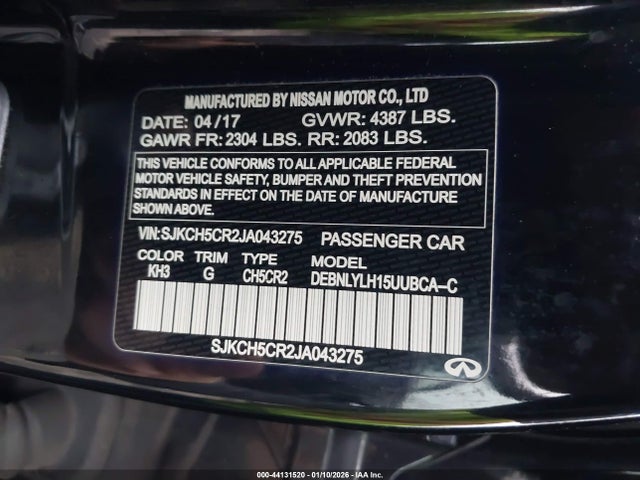 MANUFACTURED BY NISSAN MOTOR CO., LTD
DATE: 04/17 GVWR: 4387 LBS.
GAWR FR: 2304 LBS. RR: 2083 LBS.
THIS VEHICLE CONFORMS TO ALL APPLICABLE FEDERAL
MOTOR VEHICLE SAFETY, BUMPER AND THEFT PREVENTION
STANDARDS IN EFFECT ON THE DATE OF MANUFACTURE
SHOWN ABOVE.
VIN: SJKCH5CR2JA043275 PASSENGER CAR
COLOR TRIM TYPE MODEL
KH3 G CH5CR2 DEBNLYLH15UUBCA-C
SJKCH5CR2JA043275
000-44131520 - 01/10/2026 - IAA Inc.